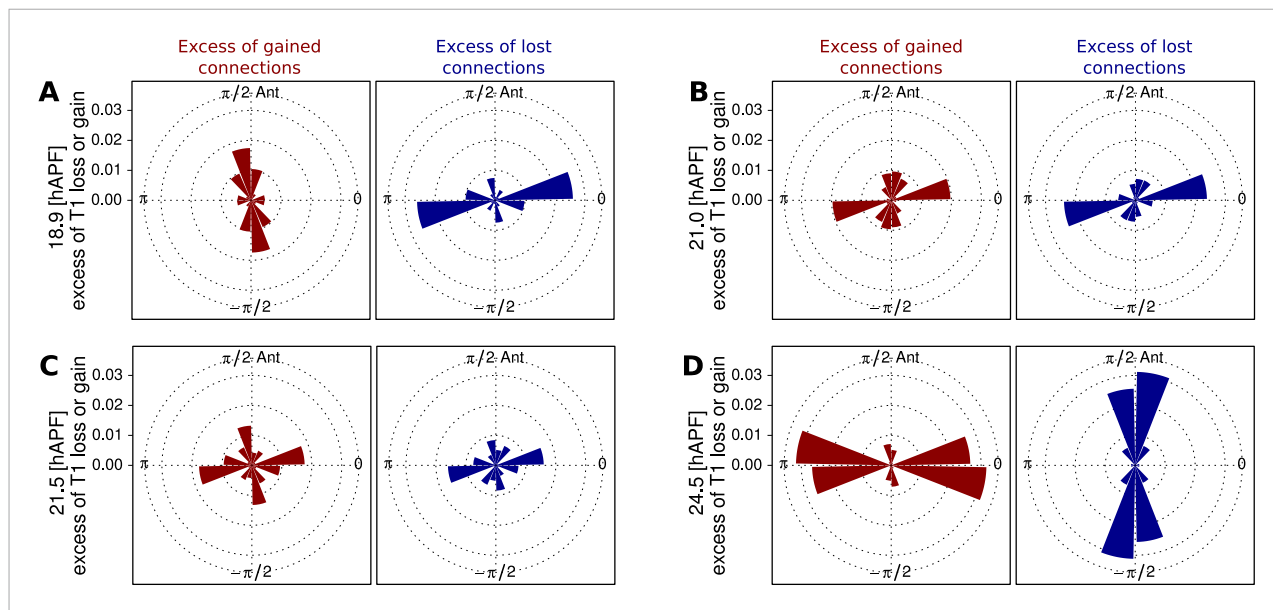 Excess of gained
connections
Excess of lost
connections
A
18.9 [hAPF]
excess of T1 loss or gain
0.03
0.02
0.01
0.00
π/2 Ant
π
0
−π/2
π/2 Ant
π
0
−π/2
Excess of gained
connections
Excess of lost
connections
B
21.0 [hAPF]
excess of T1 loss or gain
0.03
0.02
0.01
0.00
π/2 Ant
π
0
−π/2
π/2 Ant
π
0
−π/2
C
21.5 [hAPF]
excess of T1 loss or gain
0.03
0.02
0.01
0.00
π/2 Ant
π
0
−π/2
π/2 Ant
π
0
−π/2
D
24.5 [hAPF]
excess of T1 loss or gain
0.03
0.02
0.01
0.00
π/2 Ant
π
0
−π/2
π/2 Ant
π
0
−π/2